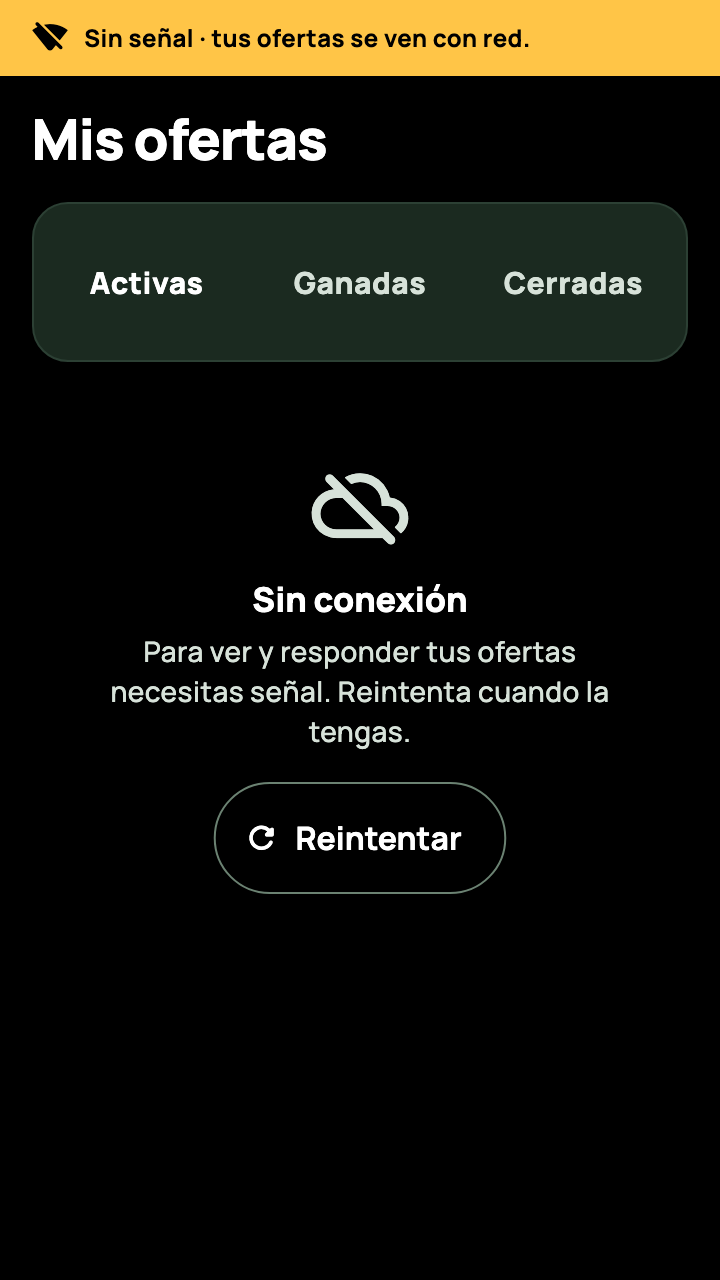 Sin señal · tus ofertas se ven con red.
Mis ofertas
Activas Ganadas Cerradas
Sin conexión
Para ver y responder tus ofertas
necesitas señal. Reintenta cuando la
tengas.
Reintentar